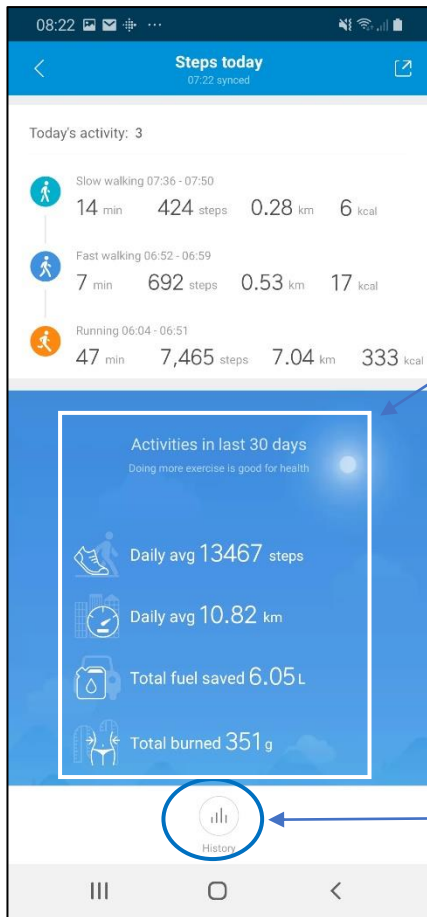 08:22
Steps today
07:22 synced
Today's activity: 3
Slow walking 07:36 - 07:50
14 min 424 steps 0.28 km 6 kcal
Fast walking 06:52 - 06:59
7 min 692 steps 0.53 km 17 kcal
Running 06:04 - 06:51
47 min 7,465 steps 7.04 km 333 kcal
Activities in last 30 days
Doing more exercise is good for health
Daily avg 13467 steps
Daily avg 10.82 km
Total fuel saved 6.05 L
Total burned 351 g
History